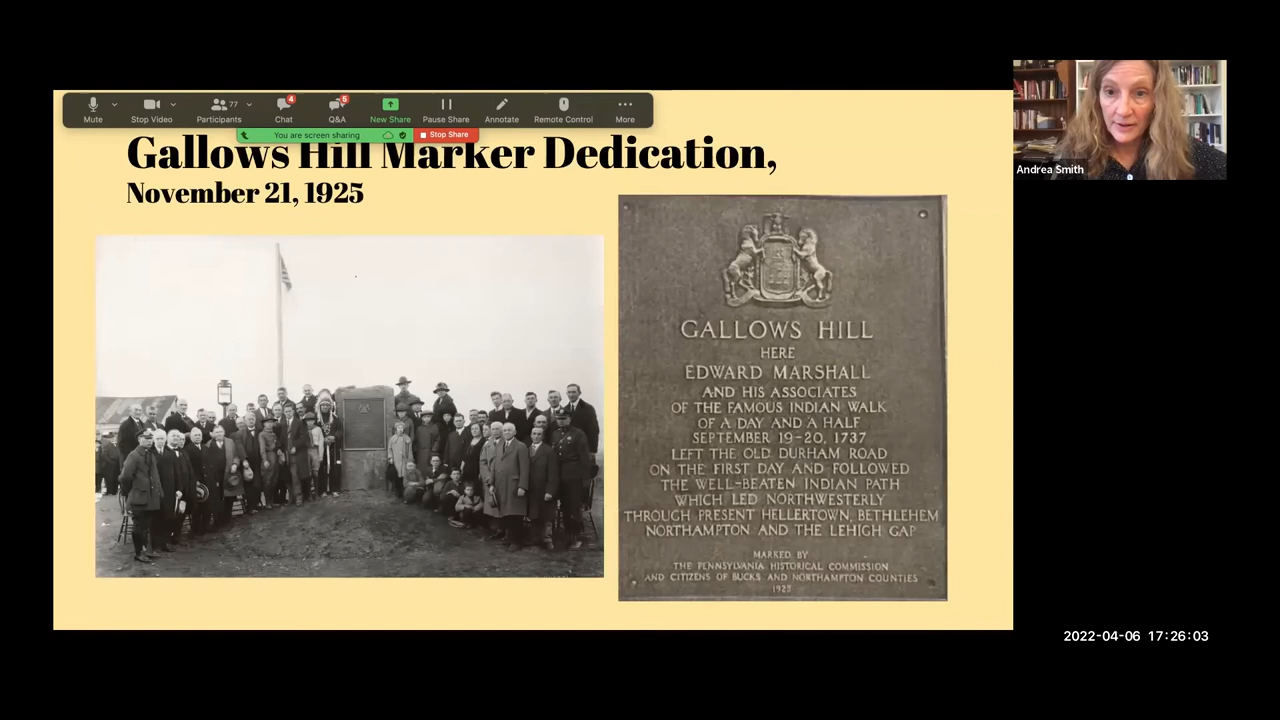 Mute
Stop Video
77
Participants
4
Chat
5
Q&A
New Share
Pause Share
Annotate
Remote Control
More
You are screen sharing
Stop Share
Gallows Hill Marker Dedication,
November 21, 1925
GALLOWS HILL
HERE
EDWARD MARSHALL
AND HIS ASSOCIATES
OF THE FAMOUS INDIAN WALK
OF A DAY AND A HALF
SEPTEMBER 19-20, 1737
LEFT THE OLD DURHAM ROAD
ON THE FIRST DAY AND FOLLOWED
THE WELL-BEATEN INDIAN PATH
WHICH LED NORTHWESTERLY
THROUGH PRESENT HELLERTOWN, BETHLEHEM
NORTHAMPTON AND THE LEHIGH GAP
MARKED BY
THE PENNSYLVANIA HISTORICAL COMMISSION
AND CITIZENS OF BUCKS AND NORTHAMPTON COUNTIES
1925
Andrea Smith
2022-04-06 17:26:03